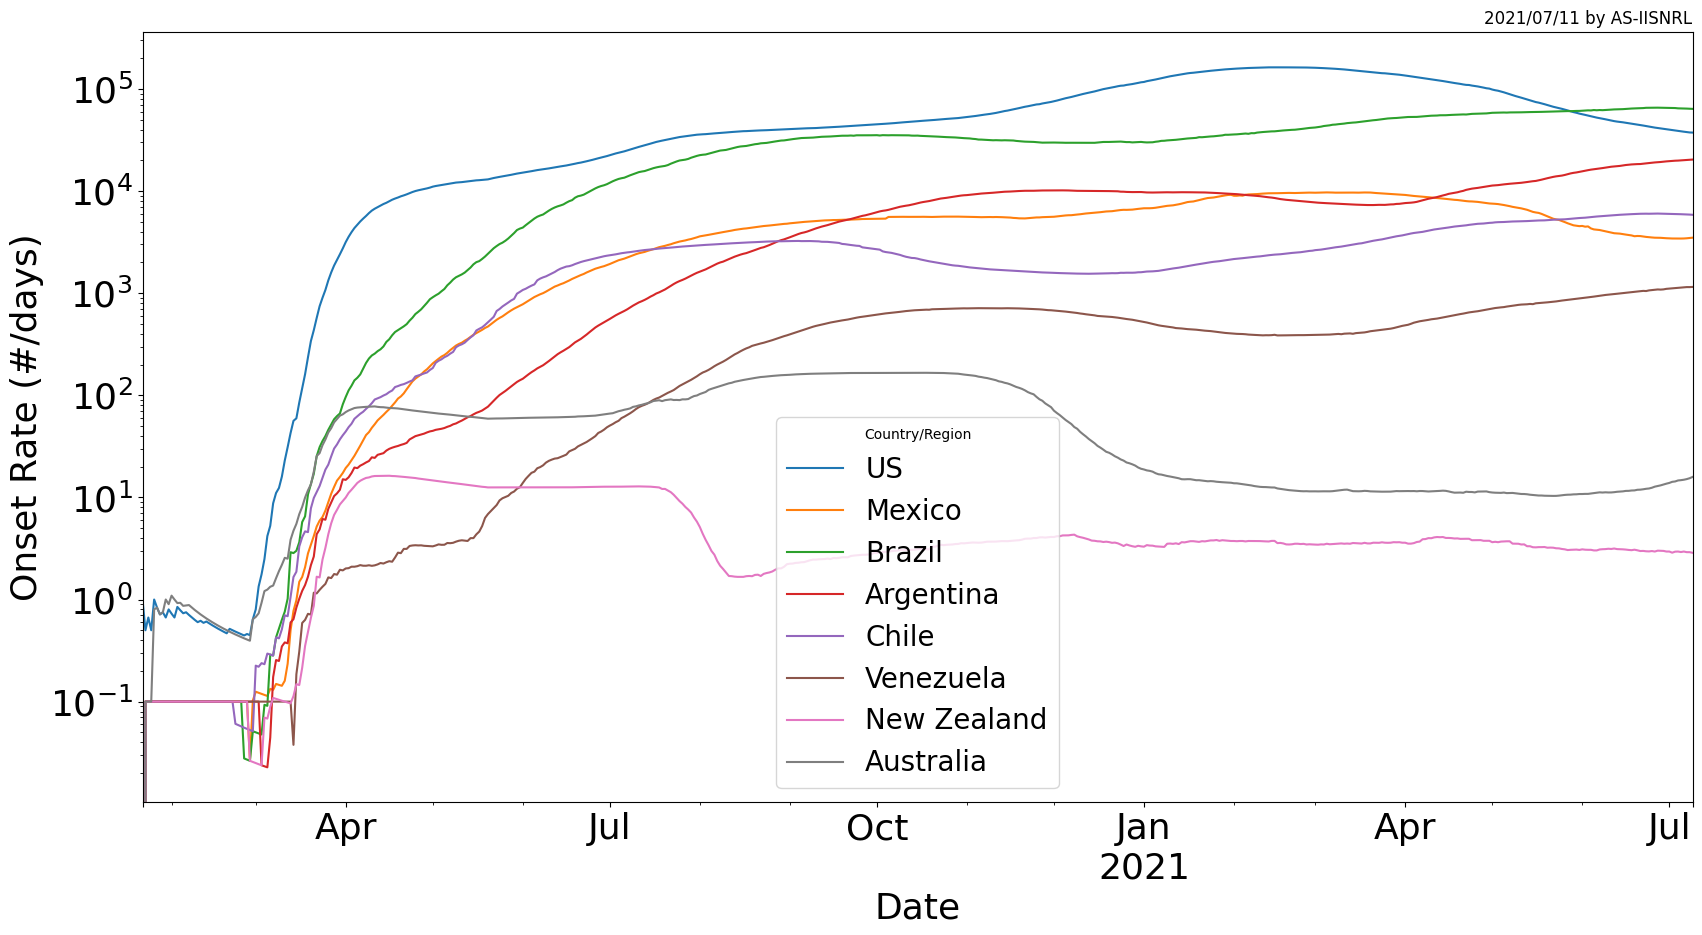 2021/07/11 by AS-IISNRL
Onset Rate (#/days)
10^5
10^4
10^3
10^2
10^1
10^0
10^-1
Country/Region
US
Mexico
Brazil
Argentina
Chile
Venezuela
New Zealand
Australia
Apr Jul Oct Jan Apr Jul
2021
Date